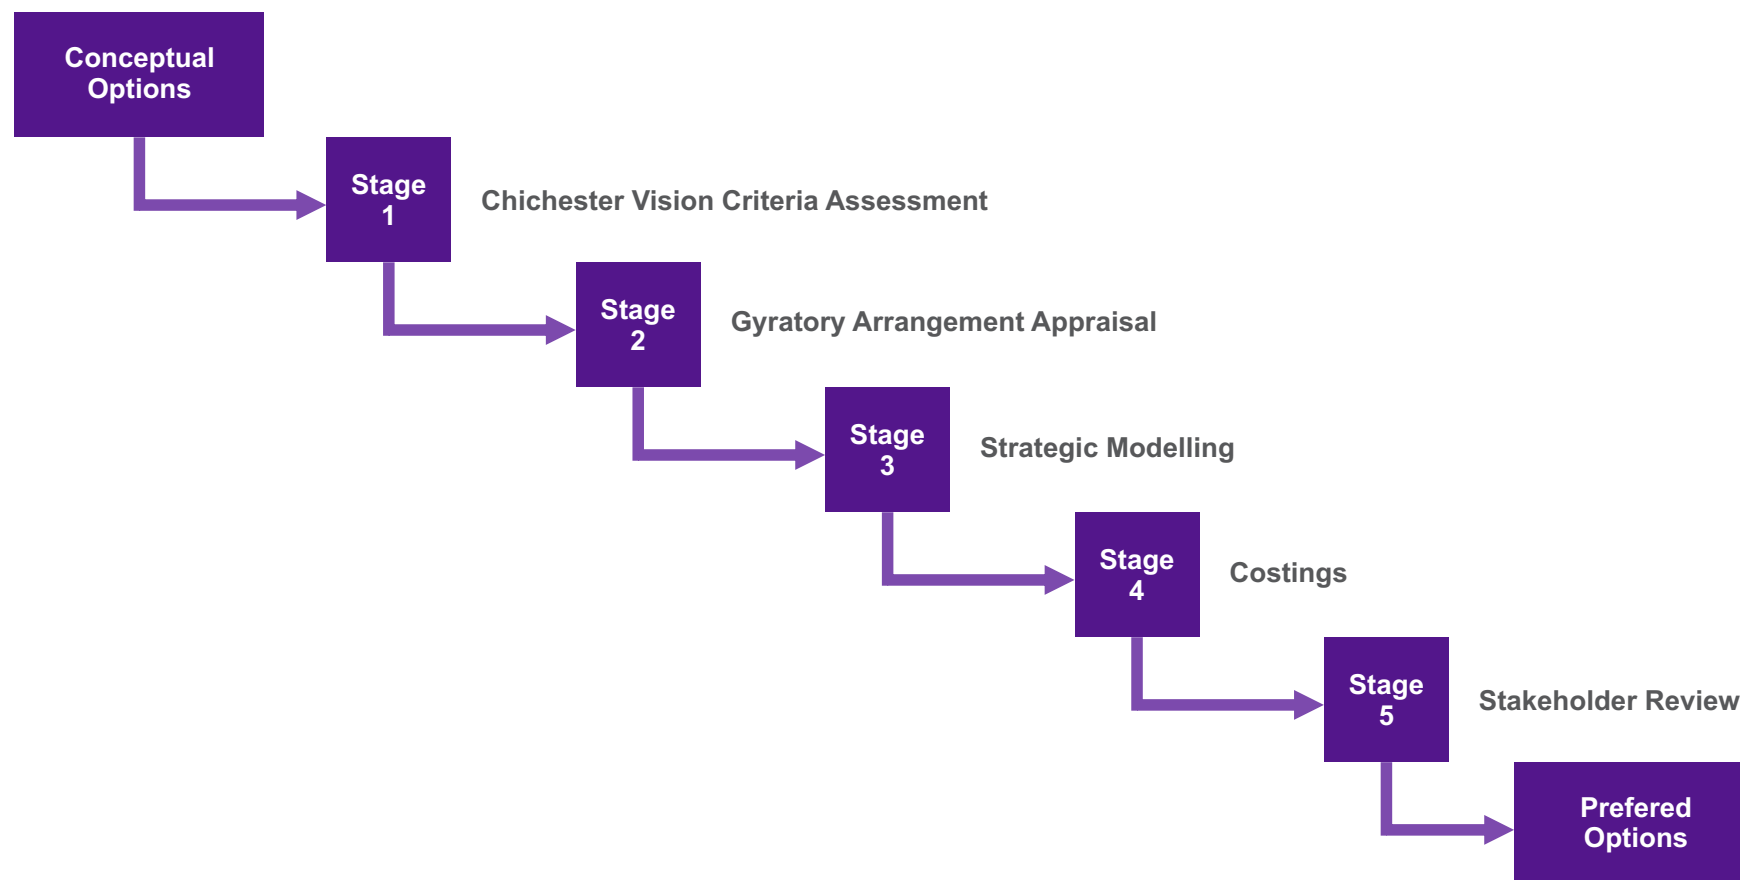 Conceptual
Options
Stage
1
Chichester Vision Criteria Assessment
Stage
2
Gyratory Arrangement Appraisal
Stage
3
Strategic Modelling
Stage
4
Costings
Stage
5
Stakeholder Review
Prefered
Options